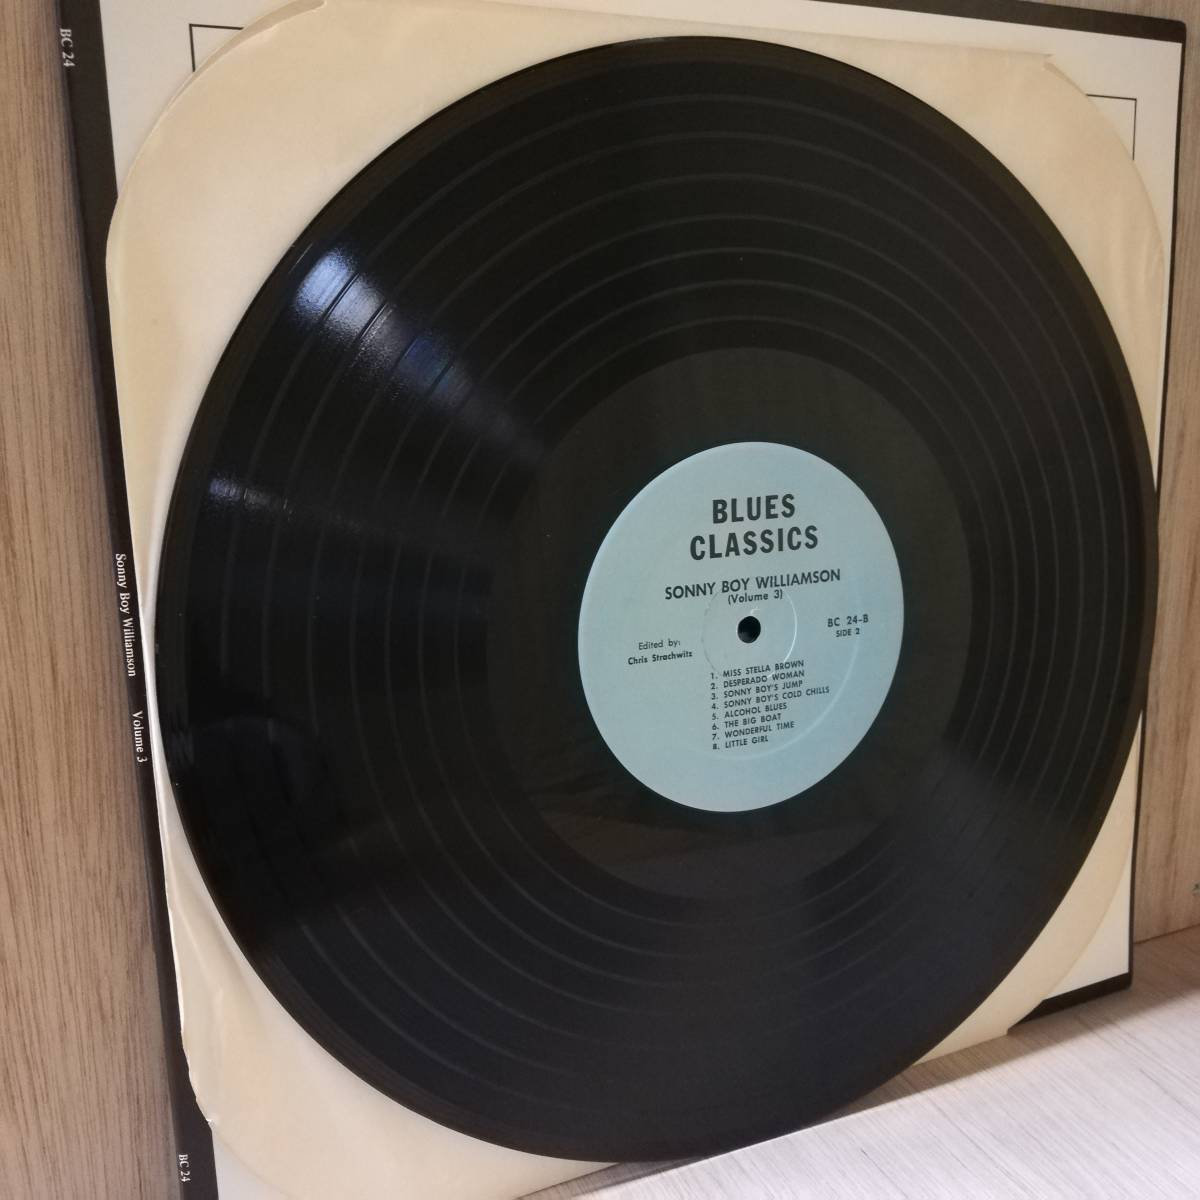 BC 24
Sonny Boy Williamson Volume 3
BC 24
BLUES
CLASSICS
SONNY BOY WILLIAMSON
(Volume 3)
Edited by:
Chris Strachwitz
BC 24-B
SIDE 2
1. MISS STELLA BROWN
2. DESPERADO WOMAN
3. SONNY BOY'S JUMP
4. SONNY BOY'S COLD CHILLS
5. ALCOHOL BLUES
6. THE BIG BOAT
7. WONDERFUL TIME
8. LITTLE GIRL